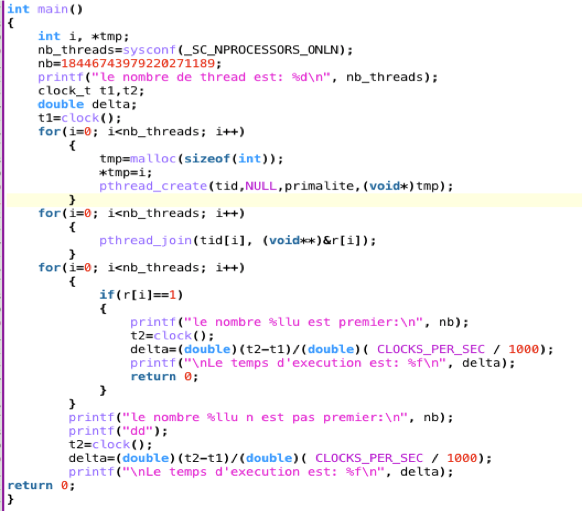 int main()
{
    int i, *tmp;
    nb_threads=sysconf(_SC_NPROCESSORS_ONLN);
    nb=18446743979220271189;
    printf("le nombre de thread est: %d\n", nb_threads);
    clock_t t1,t2;
    double delta;
    t1=clock();
    for(i=0; i<nb_threads; i++)
        {
            tmp=malloc(sizeof(int));
            *tmp=i;
            pthread_create(tid,NULL,primalite,(void*)tmp);
        }
    for(i=0; i<nb_threads; i++)
        {
            pthread_join(tid[i], (void**)&r[i]);
        }
    for(i=0; i<nb_threads; i++)
        {
            if(r[i]==1)
            {
                printf("le nombre %llu est premier:\n", nb);
                t2=clock();
                delta=(double)(t2-t1)/(double)( CLOCKS_PER_SEC / 1000);
                printf("\nLe temps d'execution est: %f\n", delta);
                return 0;
            }
        }
        printf("le nombre %llu n est pas premier:\n", nb);
        printf("dd");
        t2=clock();
        delta=(double)(t2-t1)/(double)( CLOCKS_PER_SEC / 1000);
        printf("\nLe temps d'execution est: %f\n", delta);
return 0;
}